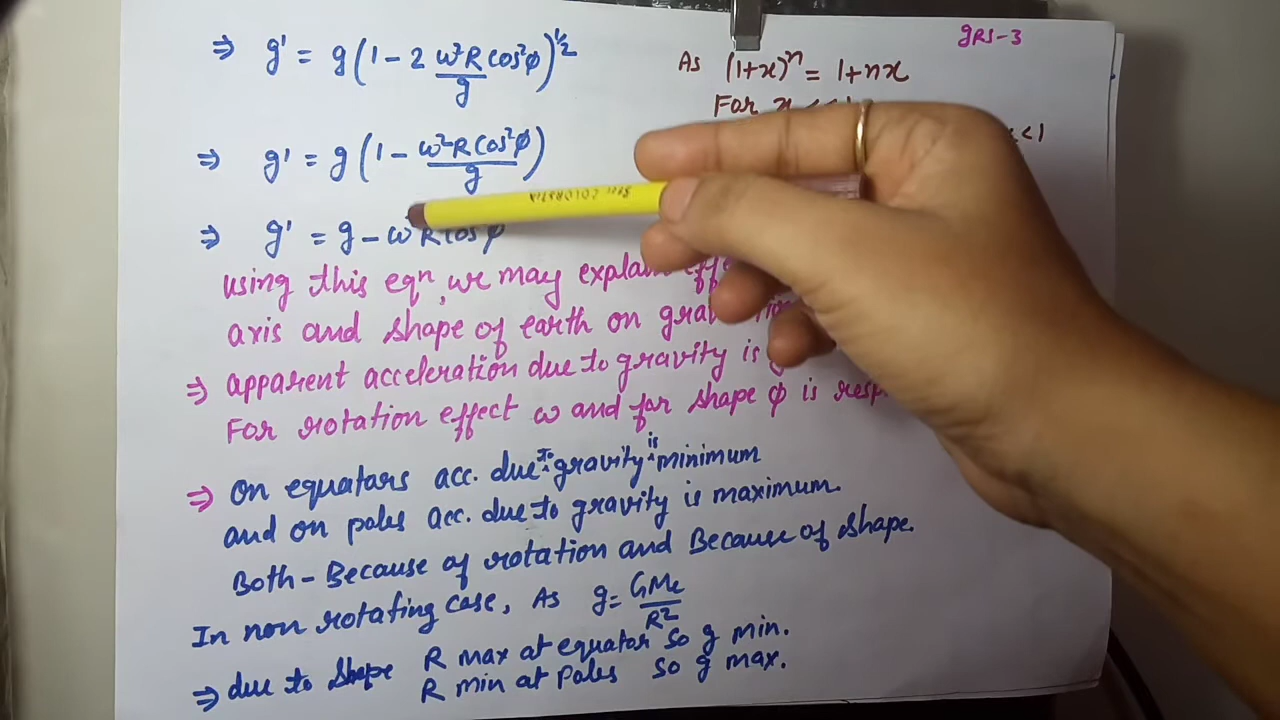 gRS-3
⇒ g' = g(1 - 2 ω²R cos²φ / g)^1/2
As (1+x)ⁿ = 1+nx
For x <<
<1
⇒ g' = g(1 - ω²R cos²φ / g)
⇒ g' = g - ω R cos φ
using this eqn, we may explain
axis and shape of earth on
⇒ apparent acceleration due to gravity is
For rotation effect ω and for shape φ is
⇒ on equators acc. due to gravity is minimum
and on poles acc. due to gravity is maximum.
Both - Because of rotation and Because of shape.
In non rotating case, As g = GMe / R²
⇒ due to shape R max at equator so g min.
R min at poles so g max.